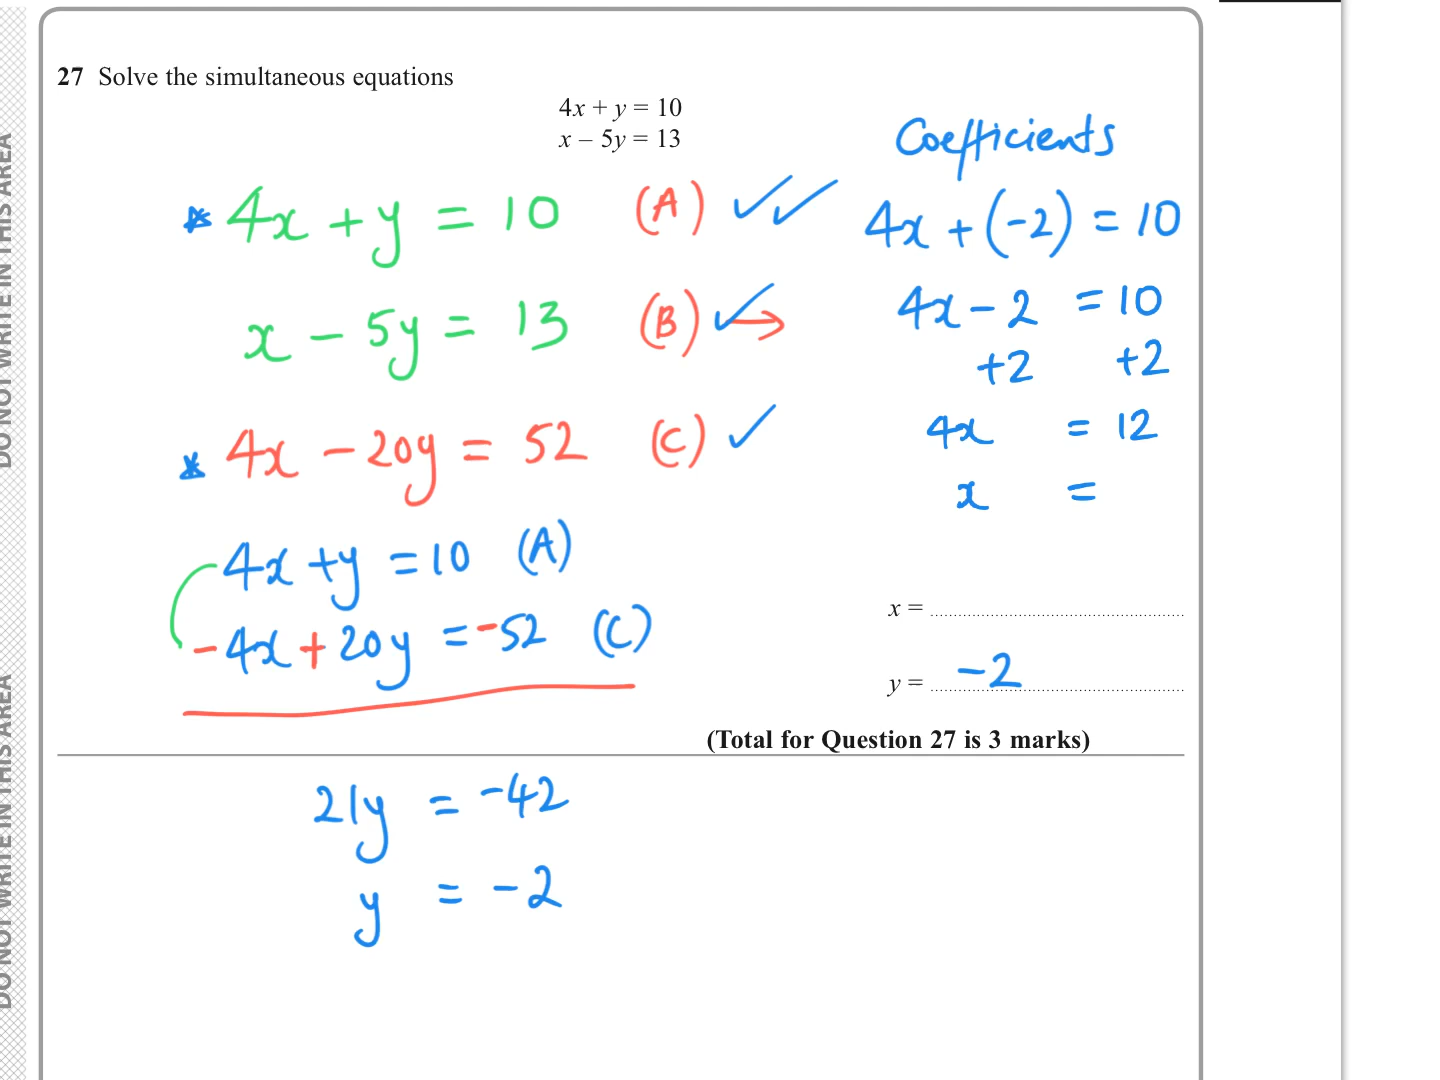 27 Solve the simultaneous equations
4x + y = 10
x – 5y = 13
Coefficients
* 4x + y = 10 (A) ✓✓
x – 5y = 13 (B) ✓→
* 4x – 20y = 52 (C) ✓
4x + y = 10 (A)
- 4x + 20y = -52 (C)
21y = -42
y = -2
4x + (-2) = 10
4x - 2 = 10
+2 +2
4x = 12
x =
x =
y = -2
(Total for Question 27 is 3 marks)
DO NOT WRITE IN THIS AREA
DO NOT WRITE IN THIS AREA